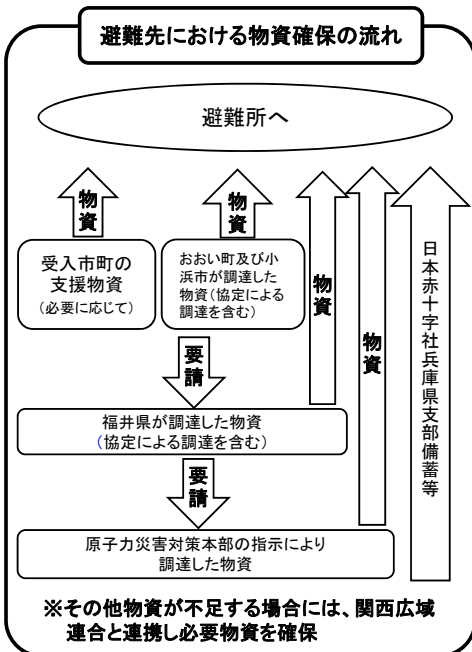 避難先における物資確保の流れ
避難所へ
物資
物資
受入市町の
支援物資
(必要に応じて)
おおい町及び小
浜市が調達した
物資(協定による
調達を含む)
物資
物資
日本赤十字社兵庫県支部備蓄等
要請
福井県が調達した物資
(協定による調達を含む)
要請
原子力災害対策本部の指示により
調達した物資
※その他物資が不足する場合には、関西広域
連合と連携し必要物資を確保